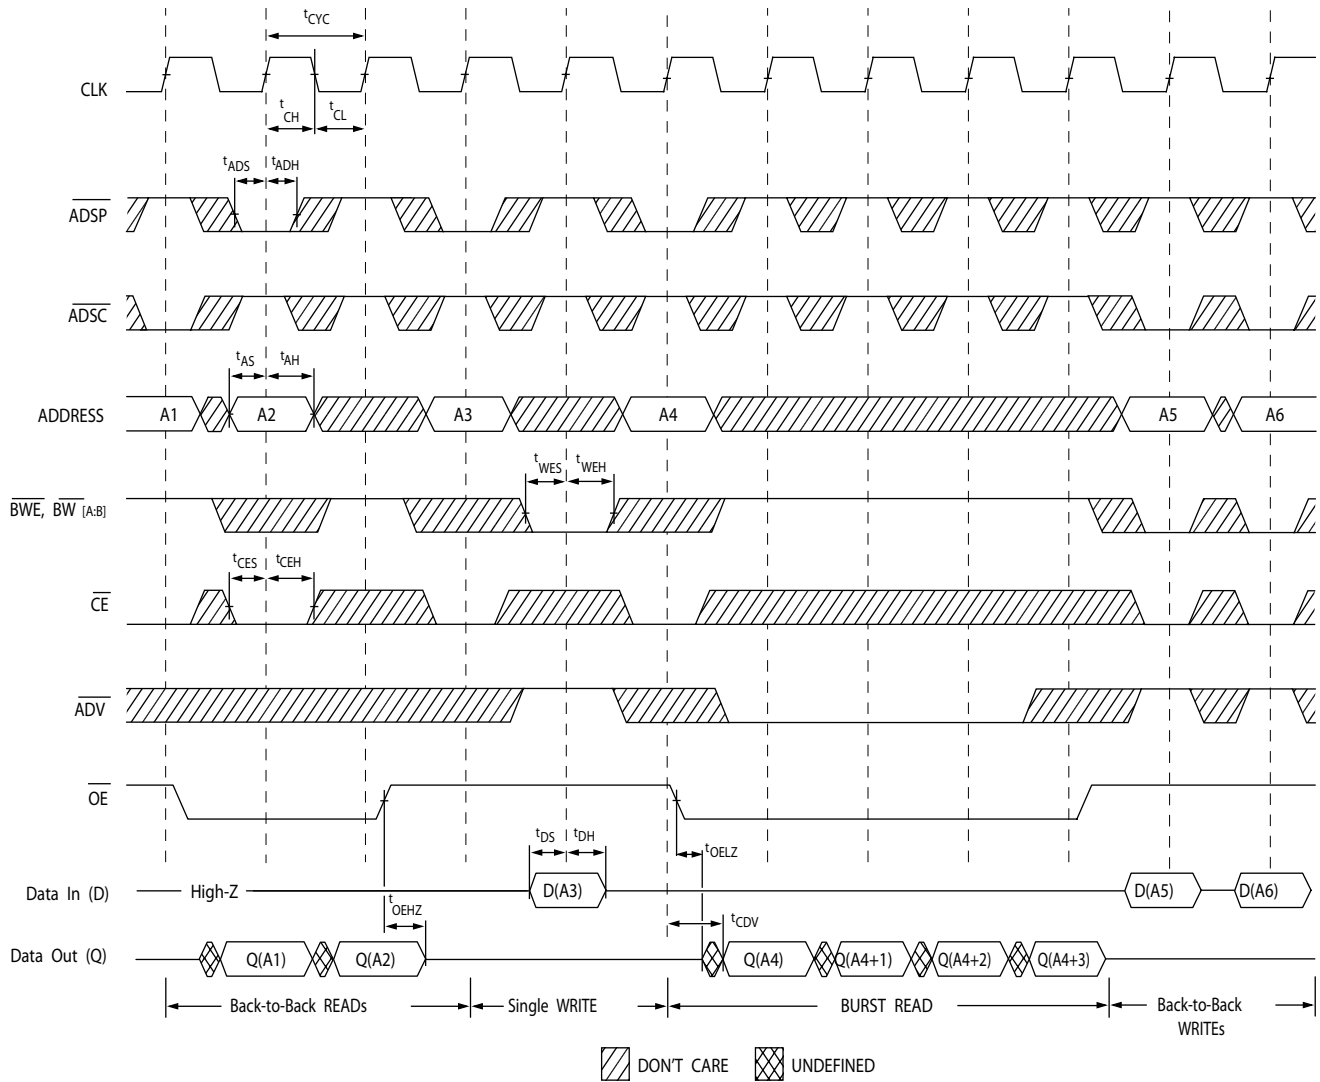 tCYC
CLK
tCH
tCL
tADS
tADH
ADSP
ADSC
tAS
tAH
ADDRESS
A1
A2
A3
A4
A5
A6
tWES
tWEH
BWE, BW [A:B]
tCES
tCEH
CE
ADV
OE
tDS
tDH
tOELZ
Data In (D)
High-Z
D(A3)
D(A5)
D(A6)
tOEHZ
tCDV
Data Out (Q)
Q(A1)
Q(A2)
Q(A4)
Q(A4+1)
Q(A4+2)
Q(A4+3)
Back-to-Back READs
Single WRITE
BURST READ
Back-to-Back
WRITEs
DON'T CARE
UNDEFINED